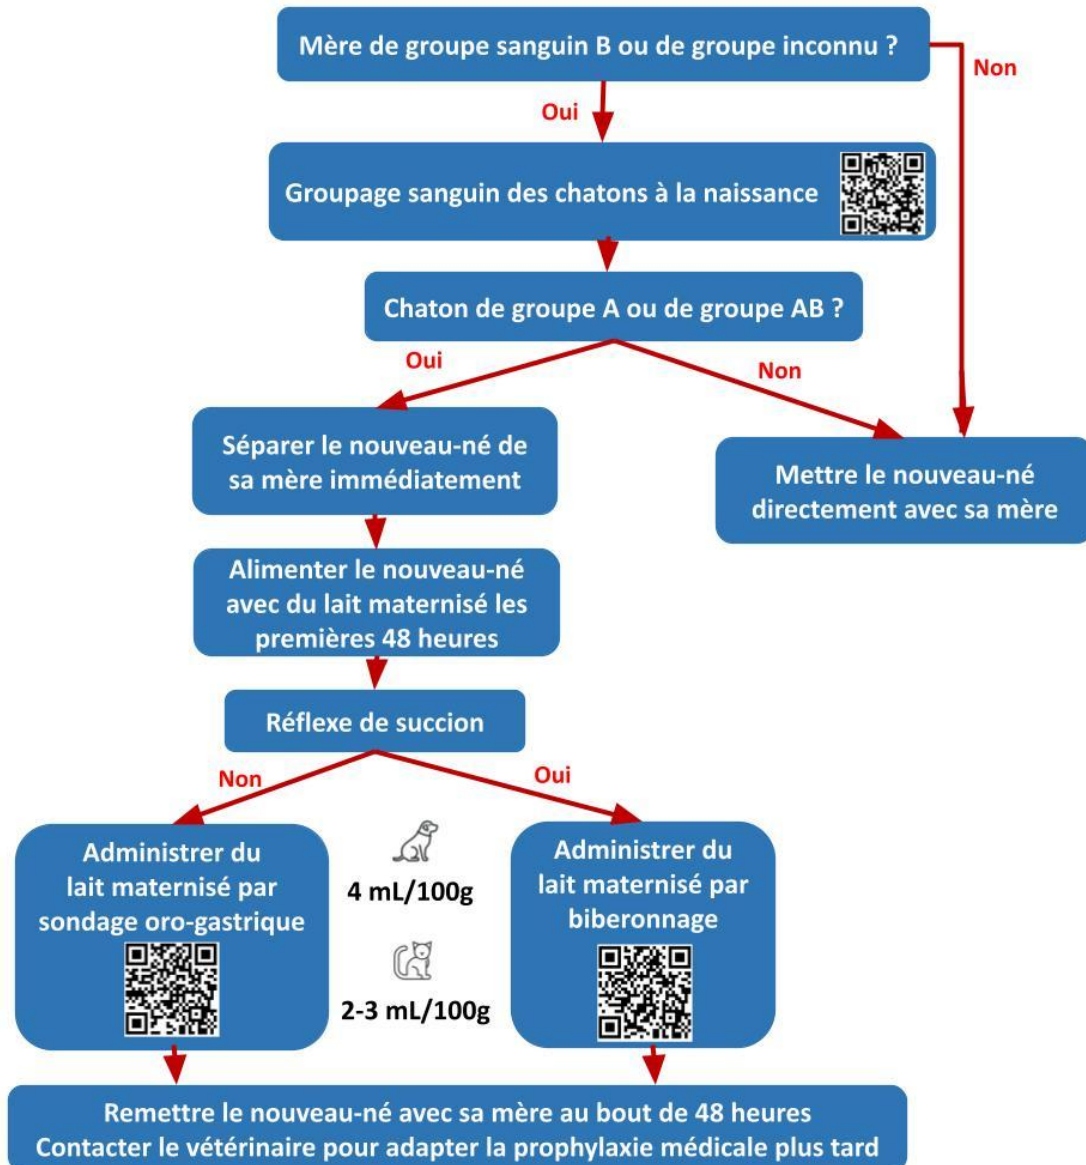 Mère de groupe sanguin B ou de groupe inconnu ?
Non
Oui
Groupage sanguin des chatons à la naissance
Chaton de groupe A ou de groupe AB ?
Oui
Non
Séparer le nouveau-né de
sa mère immédiatement
Mettre le nouveau-né
directement avec sa mère
Alimenter le nouveau-né
avec du lait maternisé les
premières 48 heures
Réflexe de succion
Non
Oui
Administrer du
lait maternisé par
sondage oro-gastrique
4 mL/100g
2-3 mL/100g
Administrer du
lait maternisé par
biberonnage
Remettre le nouveau-né avec sa mère au bout de 48 heures
Contacter le vétérinaire pour adapter la prophylaxie médicale plus tard